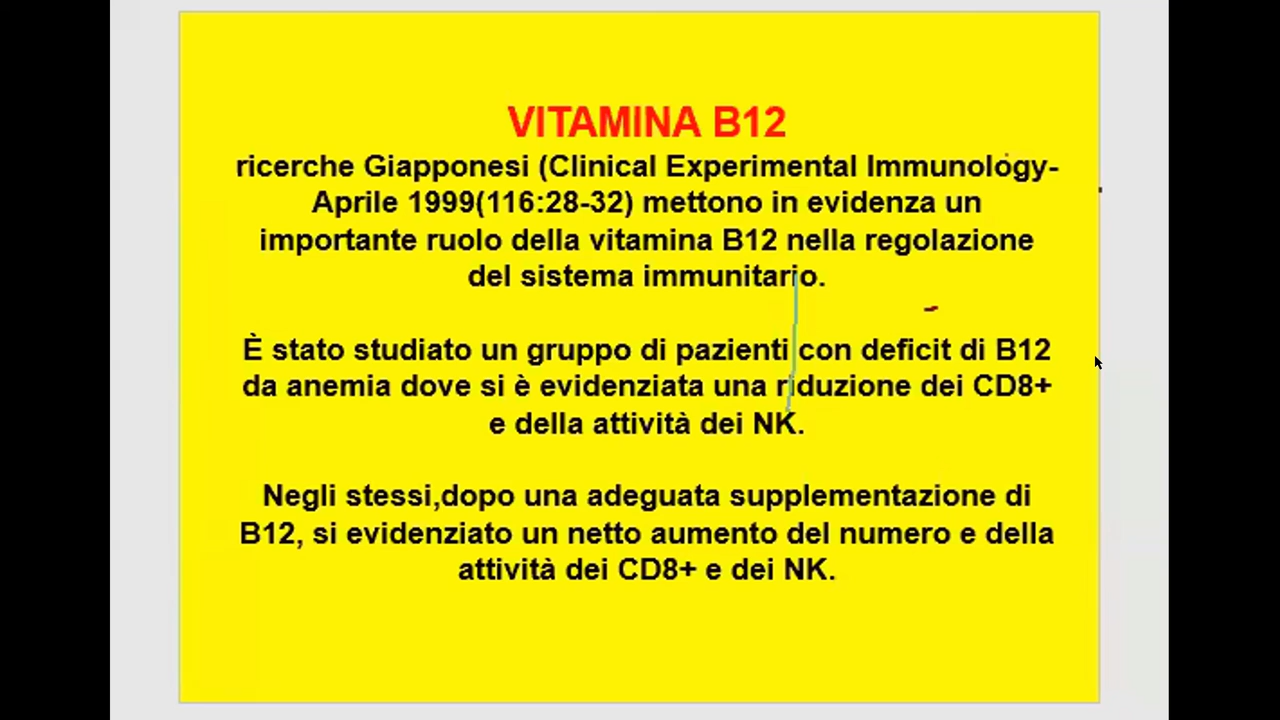 VITAMINA B12
ricerche Giapponesi (Clinical Experimental Immunology-
Aprile 1999(116:28-32) mettono in evidenza un
importante ruolo della vitamina B12 nella regolazione
del sistema immunitario.
È stato studiato un gruppo di pazienti con deficit di B12
da anemia dove si è evidenziata una riduzione dei CD8+
e della attività dei NK.
Negli stessi,dopo una adeguata supplementazione di
B12, si evidenziato un netto aumento del numero e della
attività dei CD8+ e dei NK.